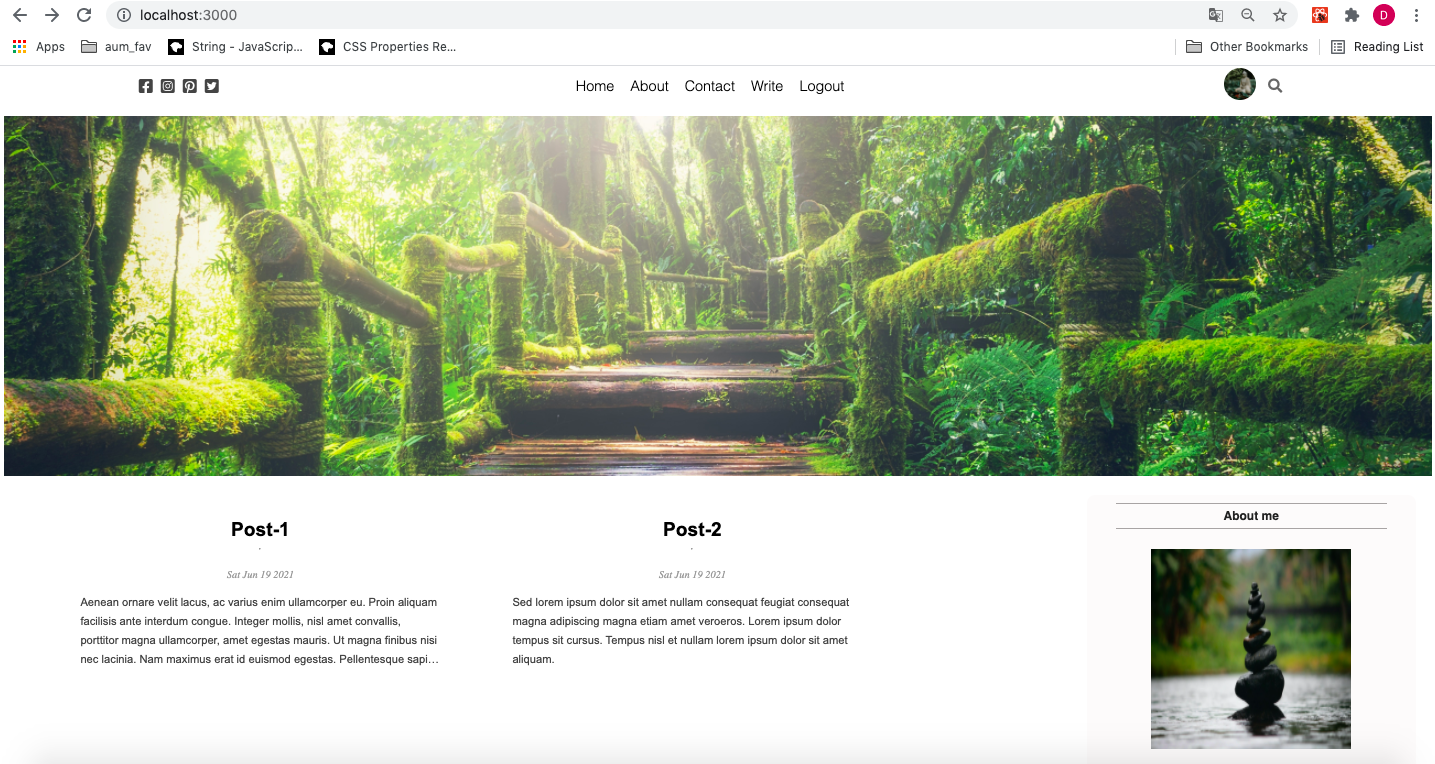 localhost:3000
D
Apps aum_fav String - JavaScrip... CSS Properties Re... Other Bookmarks Reading List
Home About Contact Write Logout
Post-1
Sat Jun 19 2021
Aenean ornare velit lacus, ac varius enim ullamcorper eu. Proin aliquam
facilisis ante interdum congue. Integer mollis, nisl amet convallis,
porttitor magna ullamcorper, amet egestas mauris. Ut magna finibus nisi
nec lacinia. Nam maximus erat id euismod egestas. Pellentesque sapi...
Post-2
Sat Jun 19 2021
Sed lorem ipsum dolor sit amet nullam consequat feugiat consequat
magna adipiscing magna etiam amet veroeros. Lorem ipsum dolor
tempus sit cursus. Tempus nisl et nullam lorem ipsum dolor sit amet
aliquam.
About me